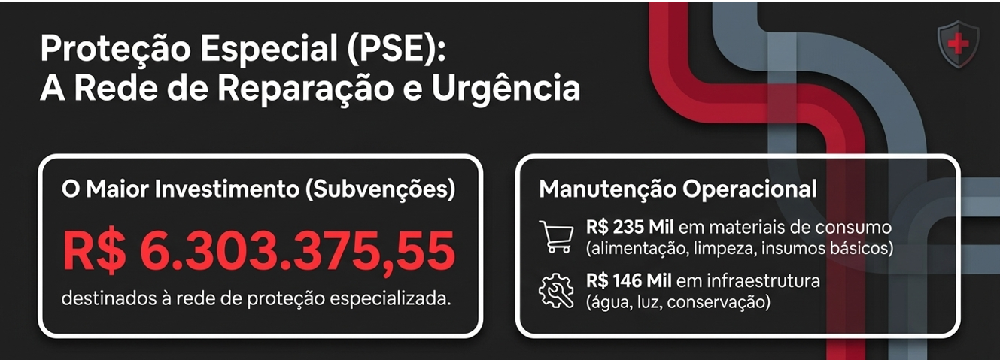 Proteção Especial (PSE):
A Rede de Reparação e Urgência
O Maior Investimento (Subvenções)
R$ 6.303.375,55
destinados à rede de proteção especializada.
Manutenção Operacional
R$ 235 Mil em materiais de consumo
(alimentação, limpeza, insumos básicos)
R$ 146 Mil em infraestrutura
(água, luz, conservação)